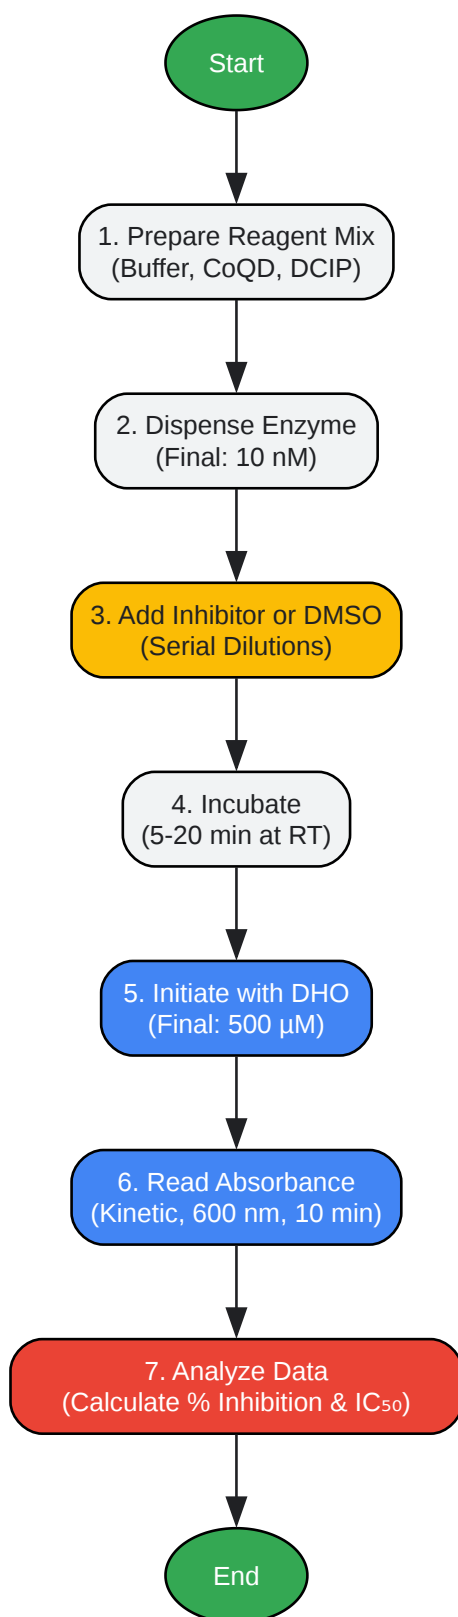 Start
1. Prepare Reagent Mix
(Buffer, CoQD, DCIP)
2. Dispense Enzyme
(Final: 10 nM)
3. Add Inhibitor or DMSO
(Serial Dilutions)
4. Incubate
(5-20 min at RT)
5. Initiate with DHO
(Final: 500 µM)
6. Read Absorbance
(Kinetic, 600 nm, 10 min)
7. Analyze Data
(Calculate % Inhibition & IC₅₀)
End